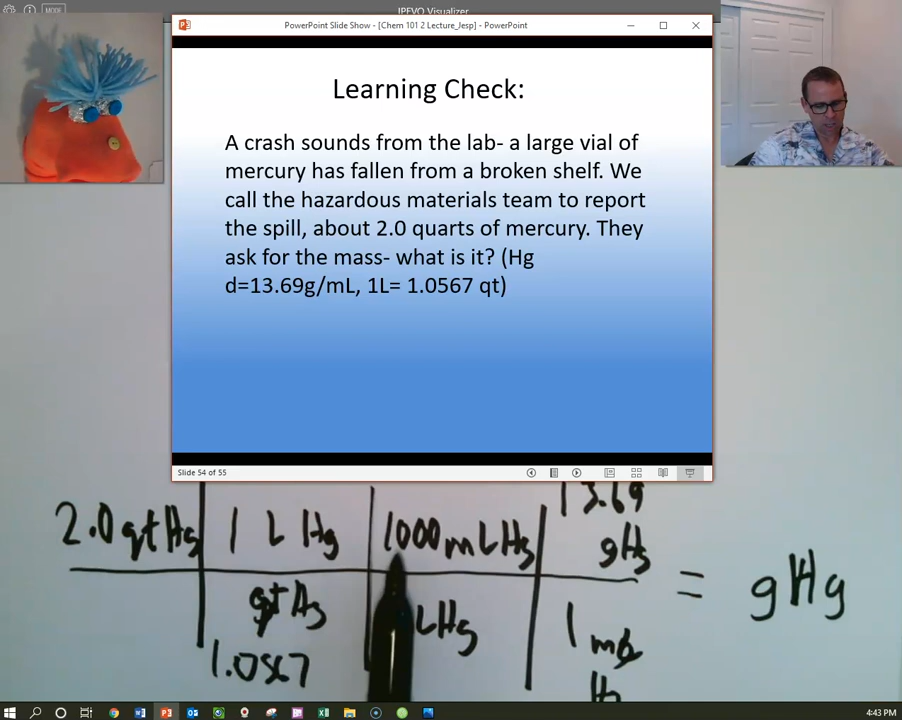 IPEVO Visualizer
MODE
PowerPoint Slide Show - [Chem 101 2 Lecture_Jesp] - PowerPoint
Learning Check:
A crash sounds from the lab- a large vial of
mercury has fallen from a broken shelf. We
call the hazardous materials team to report
the spill, about 2.0 quarts of mercury. They
ask for the mass- what is it? (Hg
d=13.69g/mL, 1L= 1.0567 qt)
Slide 54 of 55
2.0 qt Hg 1 L Hg 1000 mL Hg 13.69
g Hg
= g Hg
qt Hg L Hg 1 mL
1.0567 Hg
4:43 PM